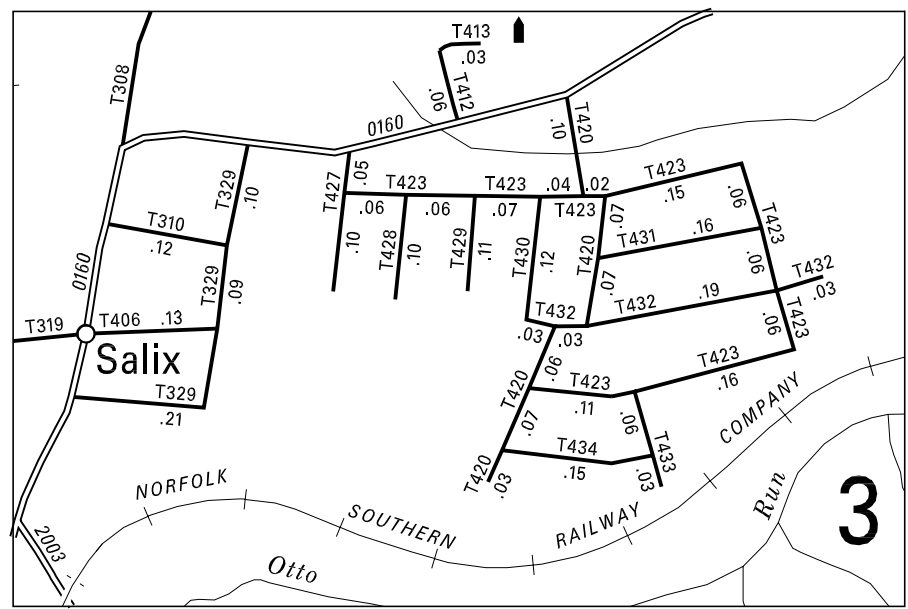 T413
.03
T308
T412
.06
0160
T420
.10
T329
.10
T427
.05
T423
.06
T423
.07
.04
.02
T423
T423
.15
.06
T423
T310
.12
.10
T428
.10
.06
T429
.11
T430
.12
T420
.07
.07
T431
.16
.06
0160
T329
.09
T432
.03
T319
T406
.13
Salix
T432
.03
.03
T432
.19
.06
T423
T329
.21
T420
.06
T423
.11
T423
.16
.07
.06
T434
.15
T433
.03
T420
.03
NORFOLK
SOUTHERN
RAILWAY
COMPANY
2003
Otto
Run
3